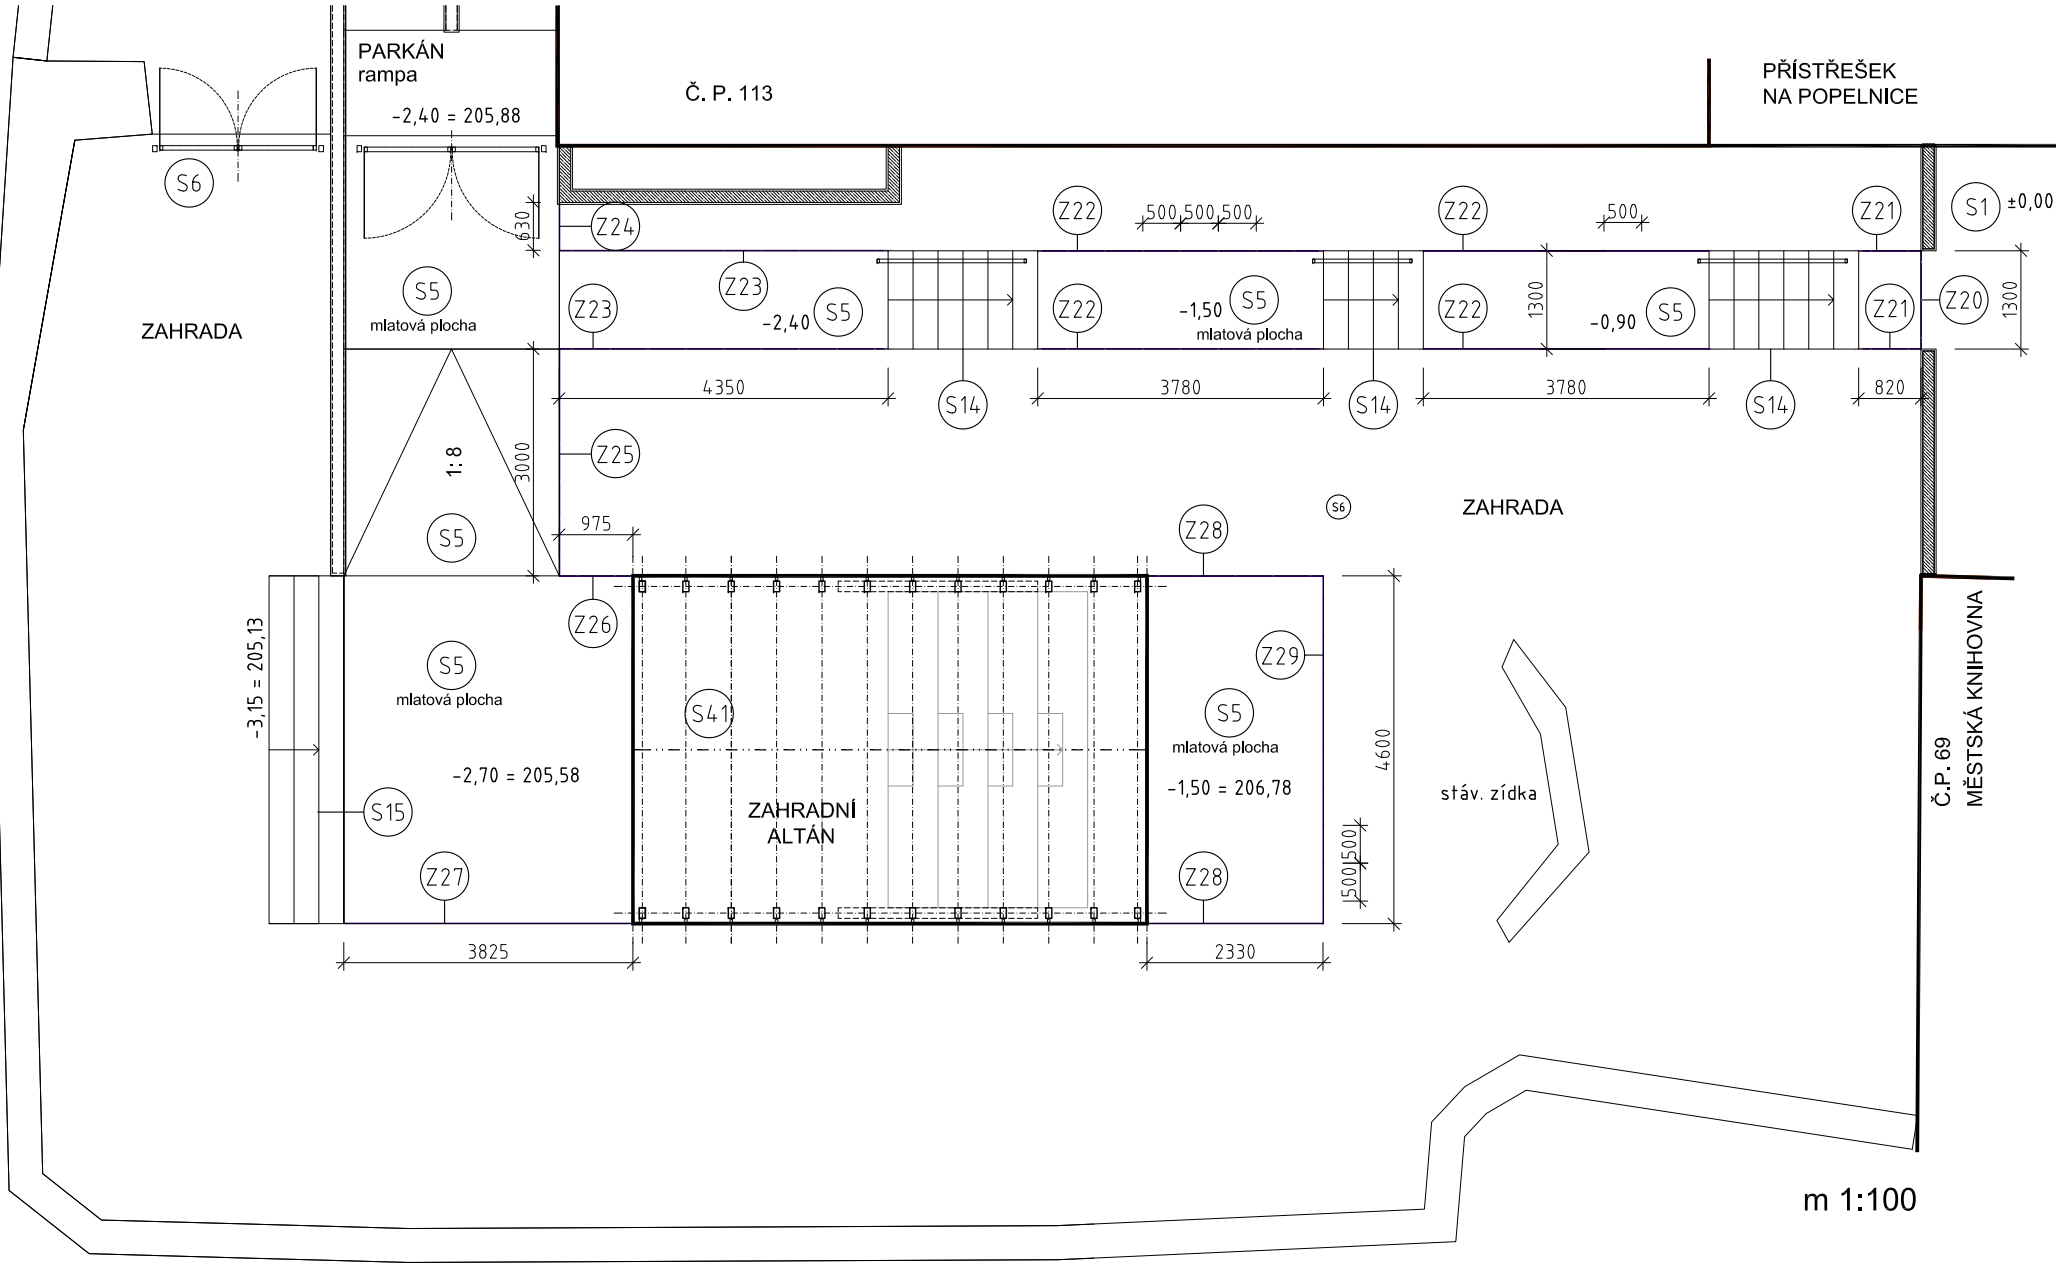 PARKÁN
rampa
-2,40 = 205,88
Č. P. 113
PŘÍSTŘEŠEK
NA POPELNICE
S6
S1
±0,00
630
Z24
Z22
500 500 500
Z22
500
Z21
S5
mlatová plocha
Z23
Z23
-2,40
S5
Z22
-1,50
S5
mlatová plocha
Z22
1300
-0,90
S5
Z21
Z20
1300
ZAHRADA
4350
S14
3780
S14
3780
S14
820
1:8
3000
Z25
S5
975
Z28
S6
ZAHRADA
Z26
-3,15 = 205,13
S5
mlatová plocha
-2,70 = 205,58
S15
Z27
S41
ZAHRADNÍ
ALTÁN
Z29
S5
mlatová plocha
-1,50 = 206,78
Z28
4600
500 500
stáv. zídka
Č.P. 69
MĚSTSKÁ KNIHOVNA
3825
2330
m 1:100